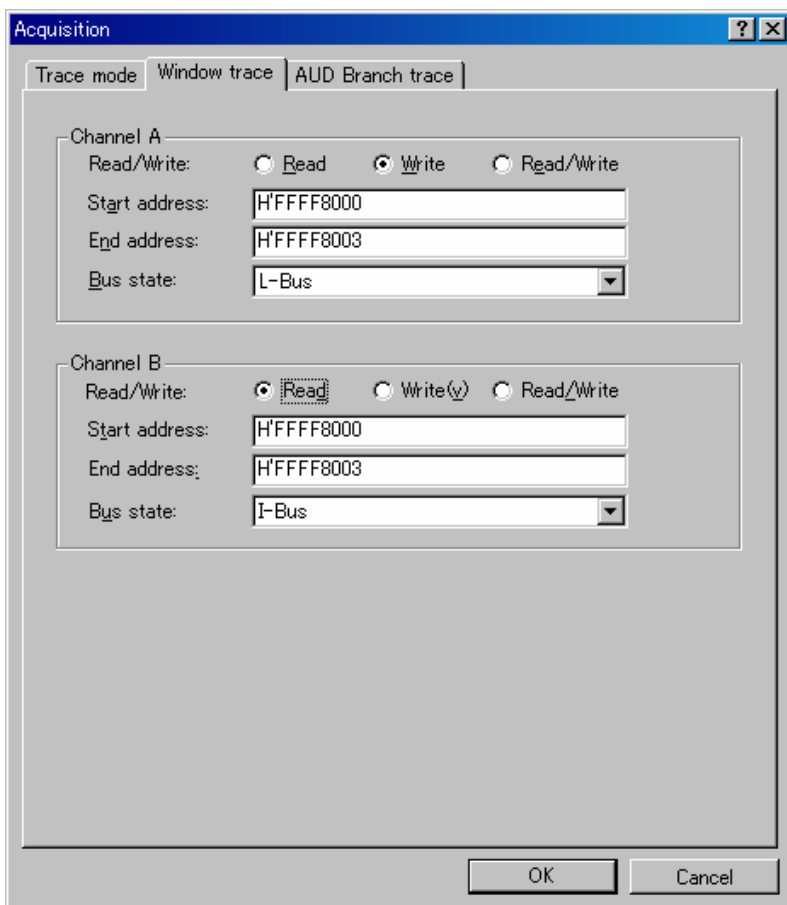 Acquisition
Trace mode Window trace AUD Branch trace
Channel A
Read/Write: Read Write Read/Write
Start address: H'FFFF8000
End address: H'FFFF8003
Bus state: L-Bus
Channel B
Read/Write: Read Write(v) Read/Write
Start address: H'FFFF8000
End address: H'FFFF8003
Bus state: I-Bus
OK Cancel